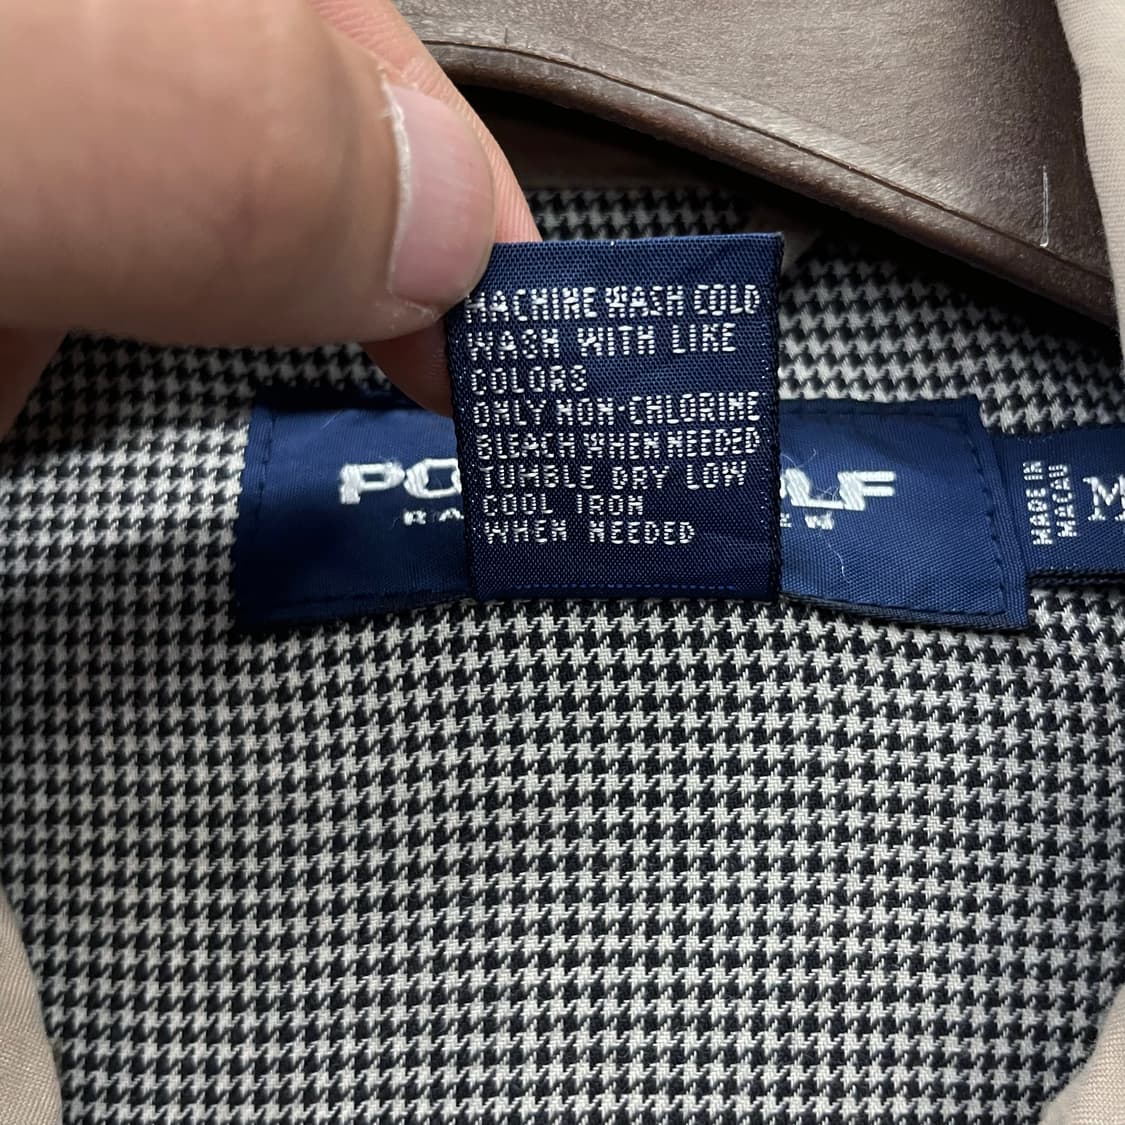 MACHINE WASH COLD
WASH WITH LIKE
COLORS
ONLY NON-CHLORINE
BLEACH WHEN NEEDED
TUMBLE DRY LOW
COOL IRON
WHEN NEEDED
MADE IN
MACAU
M